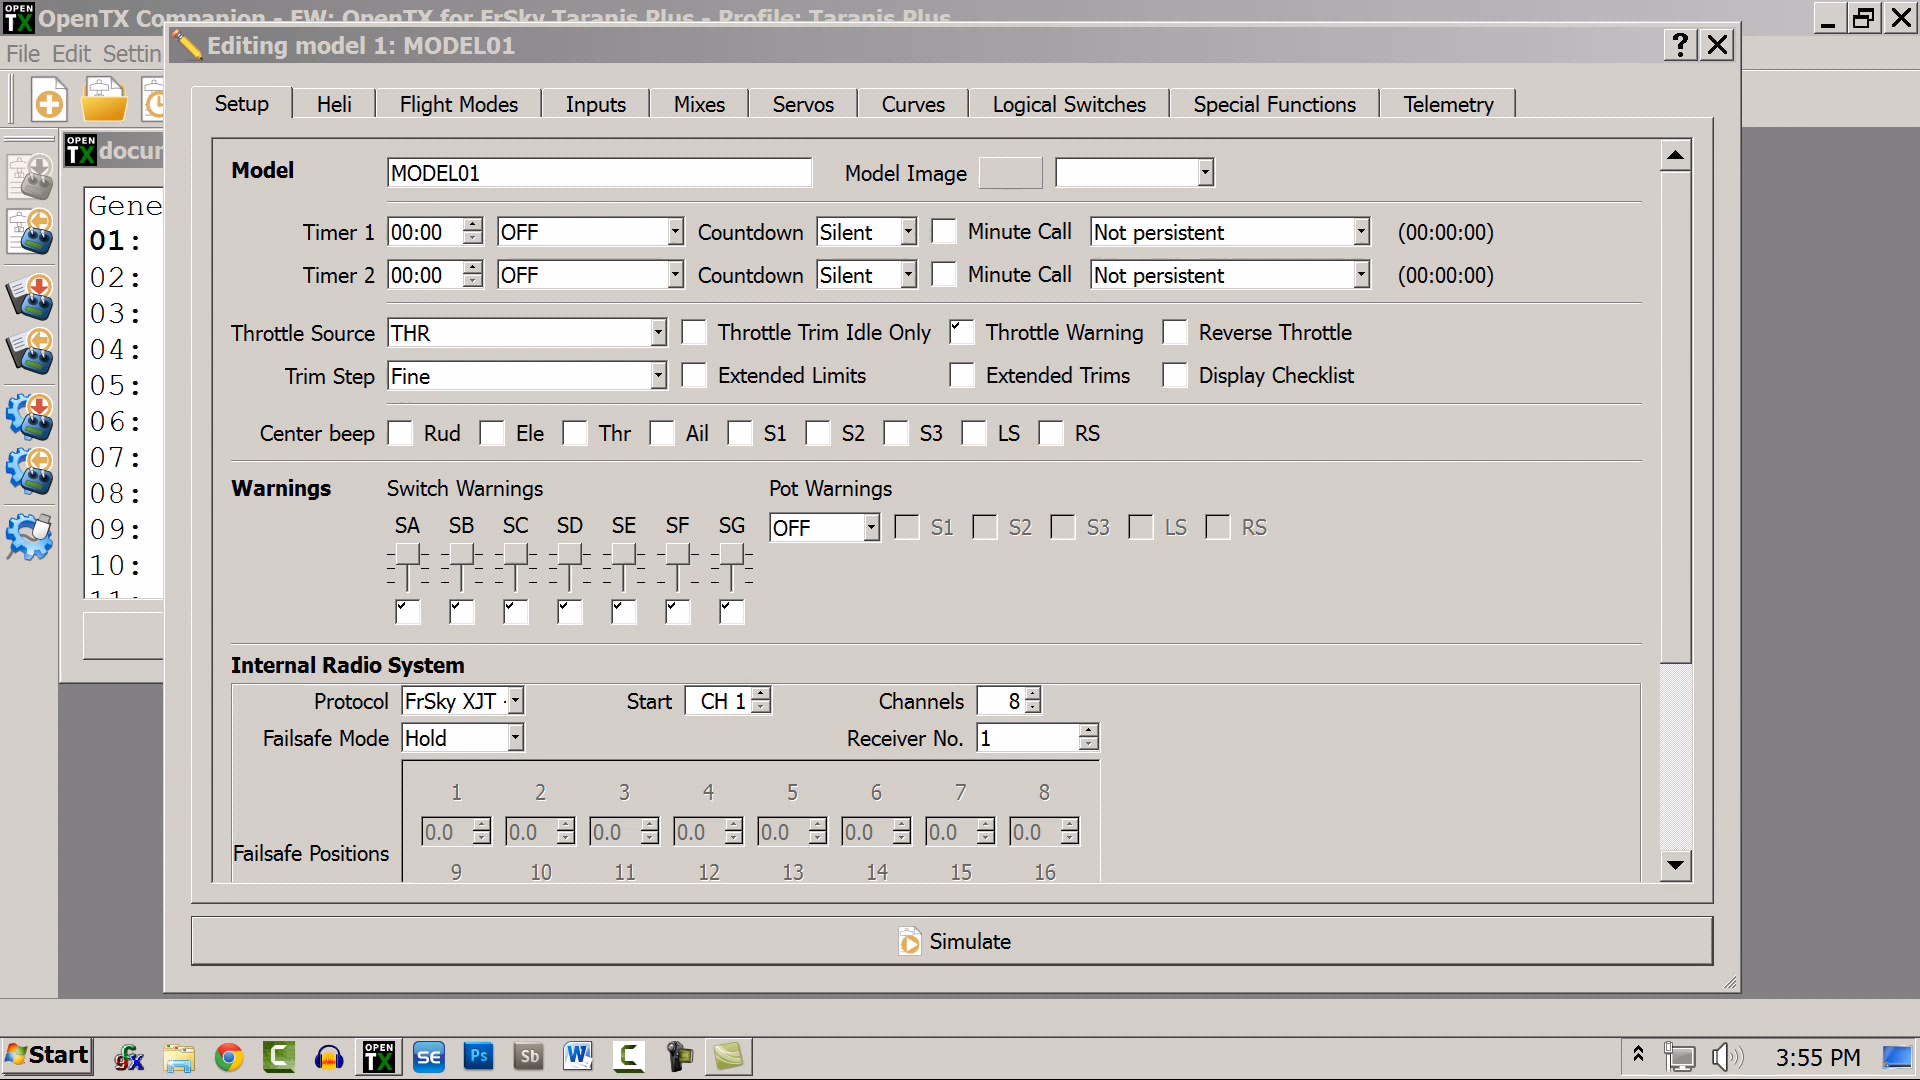 OpenTX Companion - FW: OpenTX for FrSky Taranis Plus - Profile: Taranis Plus
Editing model 1: MODEL01
File Edit Settin
Setup Heli Flight Modes Inputs Mixes Servos Curves Logical Switches Special Functions Telemetry
OPEN TX docum
Gene
01:
02:
03:
04:
05:
06:
07:
08:
09:
10:
Model MODEL01 Model Image
Timer 1 00:00 OFF Countdown Silent Minute Call Not persistent (00:00:00)
Timer 2 00:00 OFF Countdown Silent Minute Call Not persistent (00:00:00)
Throttle Source THR Throttle Trim Idle Only Throttle Warning Reverse Throttle
Trim Step Fine Extended Limits Extended Trims Display Checklist
Center beep Rud Ele Thr Ail S1 S2 S3 LS RS
Warnings Switch Warnings Pot Warnings
SA SB SC SD SE SF SG OFF S1 S2 S3 LS RS
Internal Radio System
Protocol FrSky XJT - Start CH 1 Channels 8
Failsafe Mode Hold Receiver No. 1
1 2 3 4 5 6 7 8
0.0 0.0 0.0 0.0 0.0 0.0 0.0 0.0
Failsafe Positions
9 10 11 12 13 14 15 16
Simulate
Start OPEN TX SE Ps Sb W C 3:55 PM